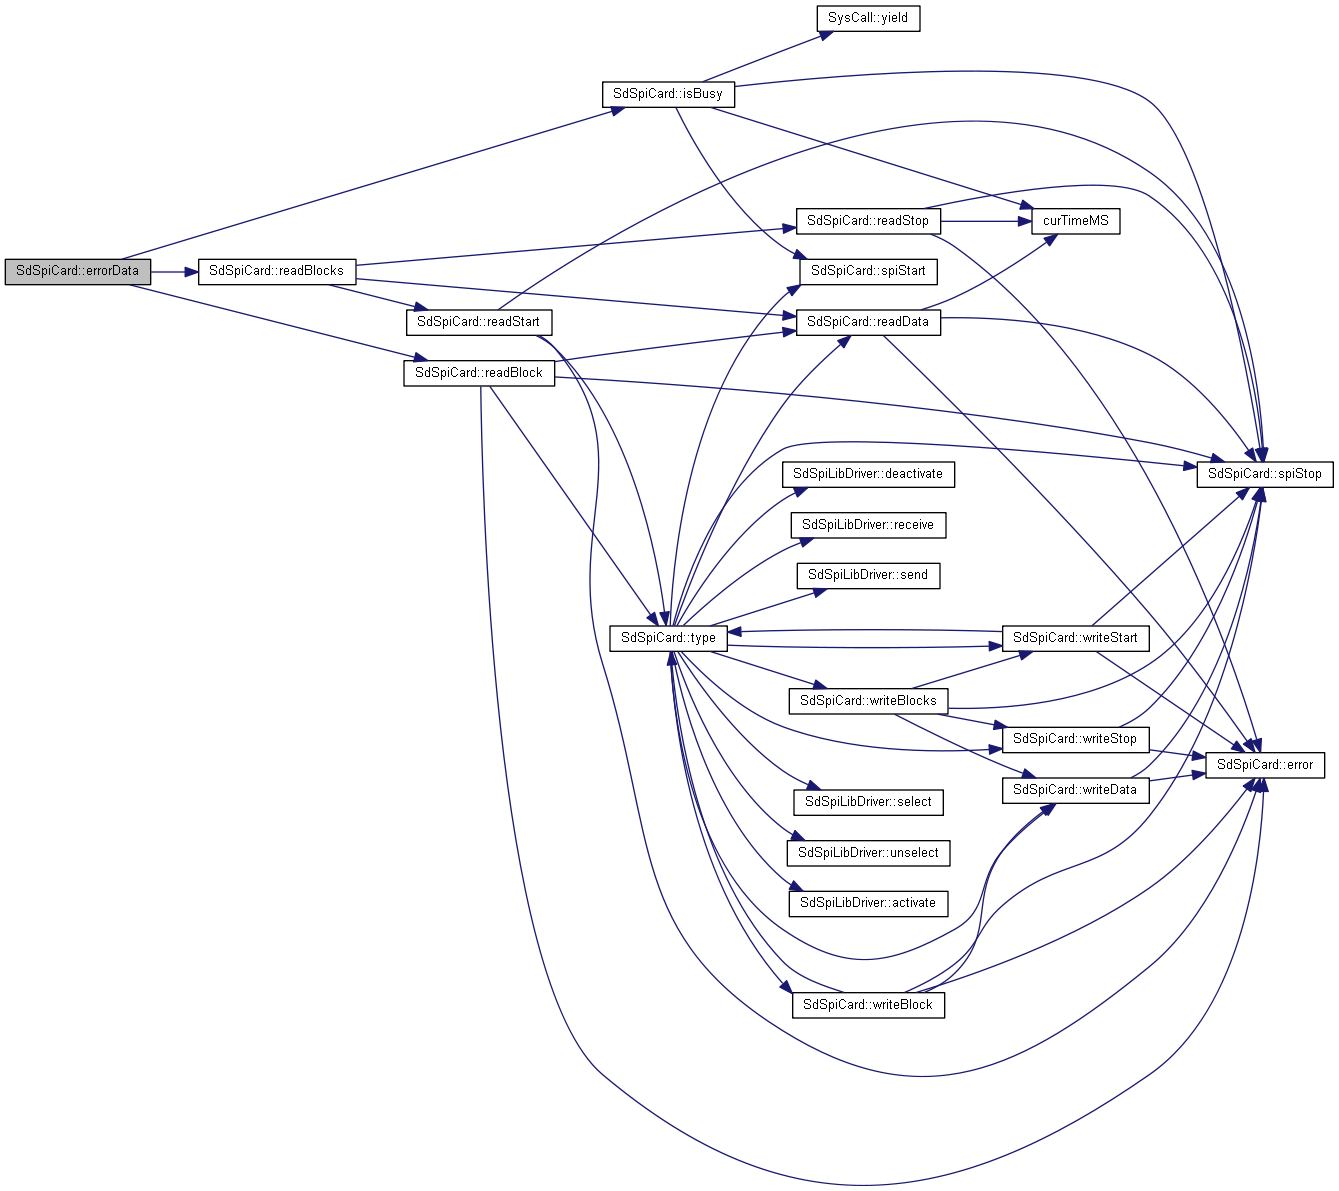 SysCall::yield
SdSpiCard::isBusy
SdSpiCard::readStop
curTimeMS
SdSpiCard::errorData
SdSpiCard::readBlocks
SdSpiCard::spiStart
SdSpiCard::readStart
SdSpiCard::readData
SdSpiCard::readBlock
SdSpiLibDriver::deactivate
SdSpiCard::spiStop
SdSpiLibDriver::receive
SdSpiLibDriver::send
SdSpiCard::type
SdSpiCard::writeStart
SdSpiCard::writeBlocks
SdSpiCard::writeStop
SdSpiCard::error
SdSpiCard::writeData
SdSpiLibDriver::select
SdSpiLibDriver::unselect
SdSpiLibDriver::activate
SdSpiCard::writeBlock